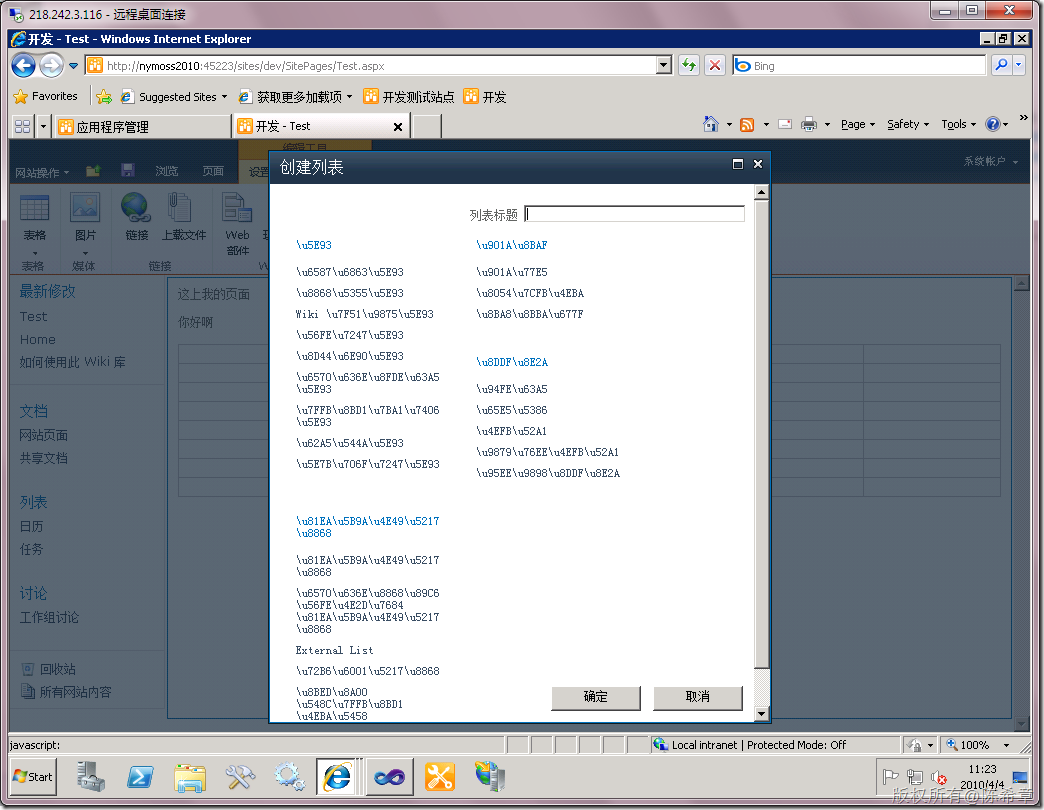 218.242.3.116 - 远程桌面连接
开发 - Test - Windows Internet Explorer
http://nymoss2010:45223/sites/dev/SitePages/Test.aspx
Bing
Favorites
Suggested Sites
获取更多加载项
开发测试站点
开发
应用程序管理
开发 - Test
Page
Safety
Tools
编辑工具
网站操作
浏览
页面
设置
系统帐户
创建列表
表格
图片
链接
上载文件
Web
部件
表格
媒体
链接
列表标题
\u5E93
\u6587\u6863\u5E93
\u8868\u5355\u5E93
Wiki \u7F51\u9875\u5E93
\u56FE\u7247\u5E93
\u8D44\u6E90\u5E93
\u6570\u636E\u8FDE\u63A5
\u5E93
\u7FFB\u8BD1\u7BA1\u7406
\u5E93
\u62A5\u544A\u5E93
\u5E7B\u706F\u7247\u5E93
\u901A\u8BAF
\u901A\u77E5
\u8054\u7CFB\u4EBA
\u8BA8\u8BBA\u677F
\u8DDF\u8E2A
\u94FE\u63A5
\u65E5\u5386
\u4EFB\u52A1
\u9879\u76EE\u4EFB\u52A1
\u95EE\u9898\u8DDF\u8E2A
\u81EA\u5B9A\u4E49\u5217
\u8868
\u81EA\u5B9A\u4E49\u5217
\u8868
\u6570\u636E\u8868\u89C6
\u56FE\u4E2D\u7684
\u81EA\u5B9A\u4E49\u5217
\u8868
External List
\u72B6\u6001\u5217\u8868
\u8BED\u8A00
\u548C\u7FFB\u8BD1
\u4EBA\u5458
确定
取消
最新修改
Test
Home
如何使用此 Wiki 库
文档
网站页面
共享文档
列表
日历
任务
讨论
工作组讨论
回收站
所有网站内容
这上我的页面
你好啊
javascript:
Local intranet | Protected Mode: Off
100%
Start
11:23
2010/4/4
版权所有@陈希章